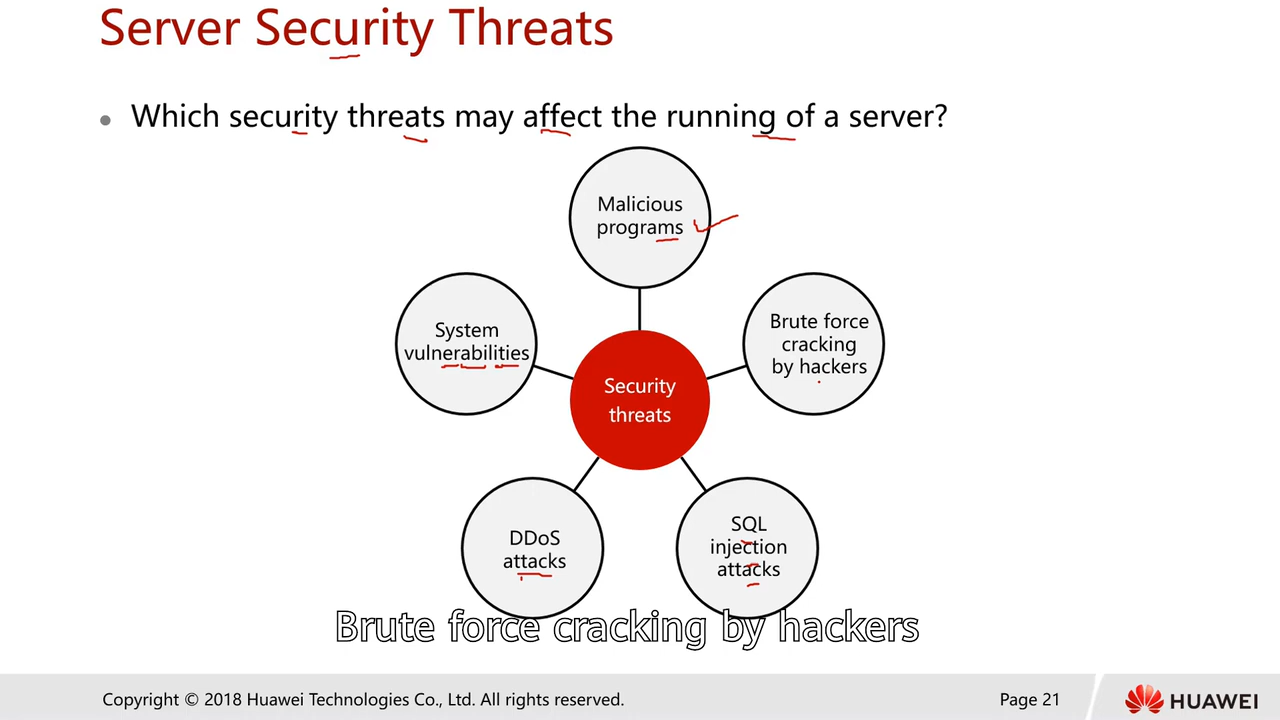 Server Security Threats
• Which security threats may affect the running of a server?
Malicious
programs
System
vulnerabilities
Brute force
cracking
by hackers
Security
threats
DDoS
attacks
SQL
injection
attacks
Brute force cracking by hackers
Copyright © 2018 Huawei Technologies Co., Ltd. All rights reserved.
Page 21
HUAWEI